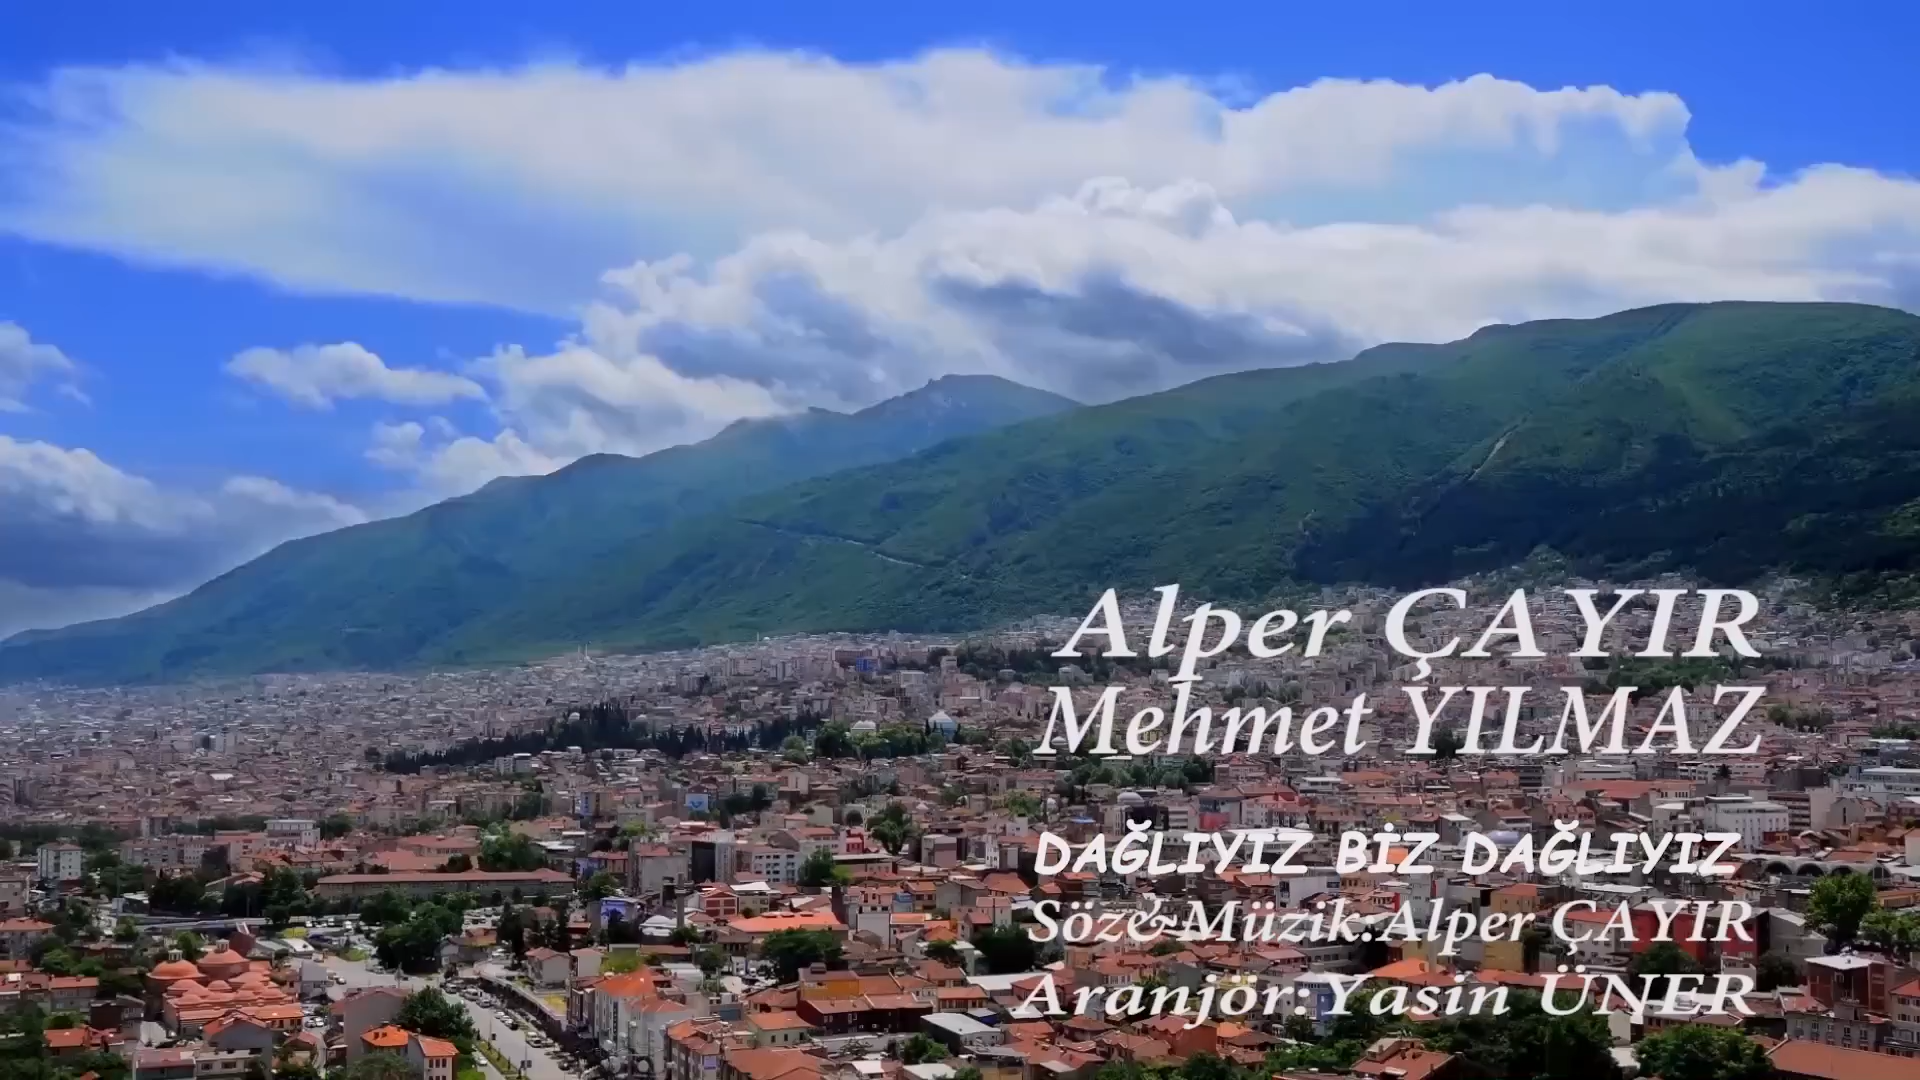 Alper ÇAYIR
Mehmet YILMAZ
DAĞLIYIZ BİZ DAĞLIYIZ
Söz&Müzik:Alper ÇAYIR
Aranjör:Yasin ÜNER